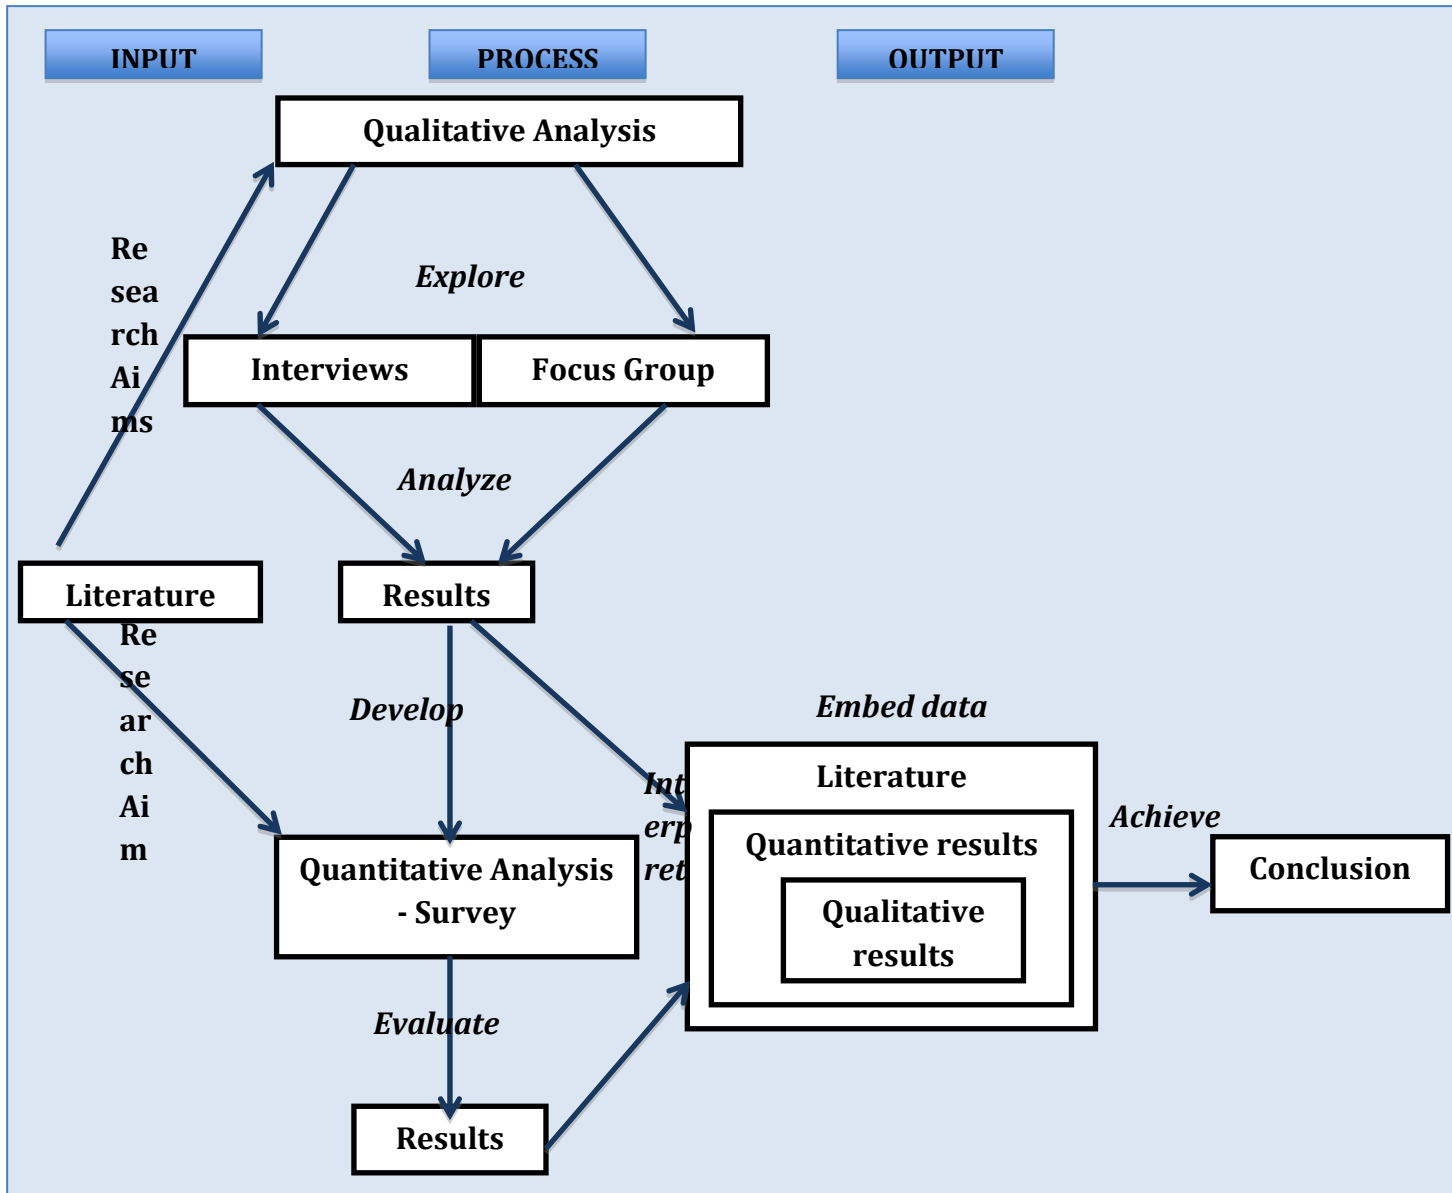 INPUT
PROCESS
OUTPUT
Qualitative Analysis
Re
sea
rch
Ai
ms
Explore
Interviews
Focus Group
Analyze
Literature
Results
Re
se
ar
ch
Ai
m
Develop
Embed data
Int
erp
ret
Literature
Quantitative results
Qualitative
results
Achieve
Conclusion
Quantitative Analysis
- Survey
Evaluate
Results